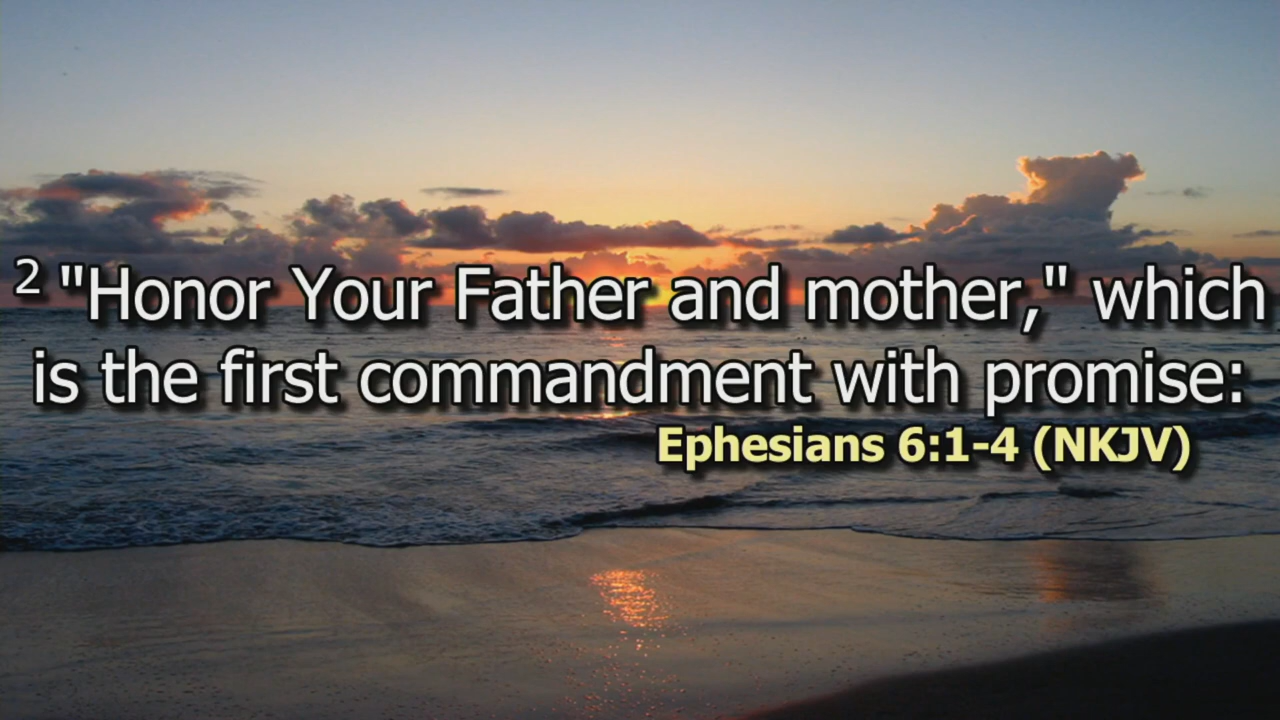 2 "Honor Your Father and mother," which
is the first commandment with promise:
Ephesians 6:1-4 (NKJV)